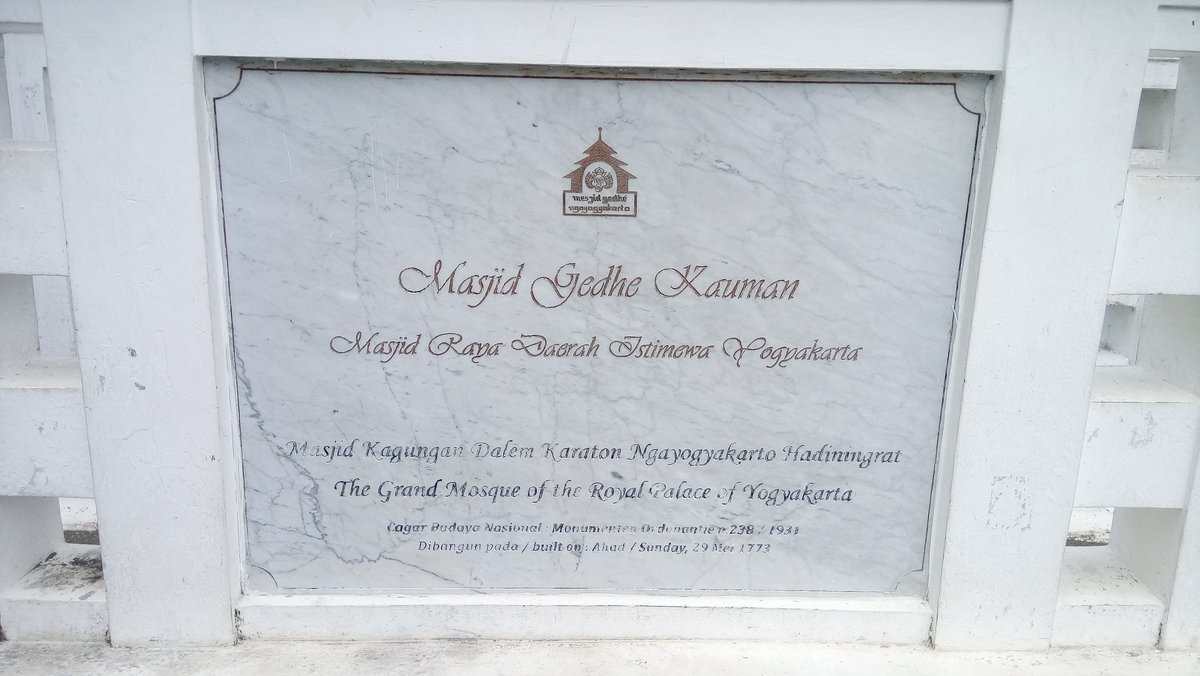 mesjid gedhe
ngayogyakarta
Masjid Gedhe Kauman
Masjid Raya Daerah Istimewa Yogyakarta
Masjid Kagungan Dalem Karaton Ngayogyakarto Hadiningrat
The Grand Mosque of the Royal Palace of Yogyakarta
Cagar Budaya Nasional : Monumenten Ordonantie n 238 / 1931
Dibangun pada / built on : Ahad / Sunday, 29 Mei 1773